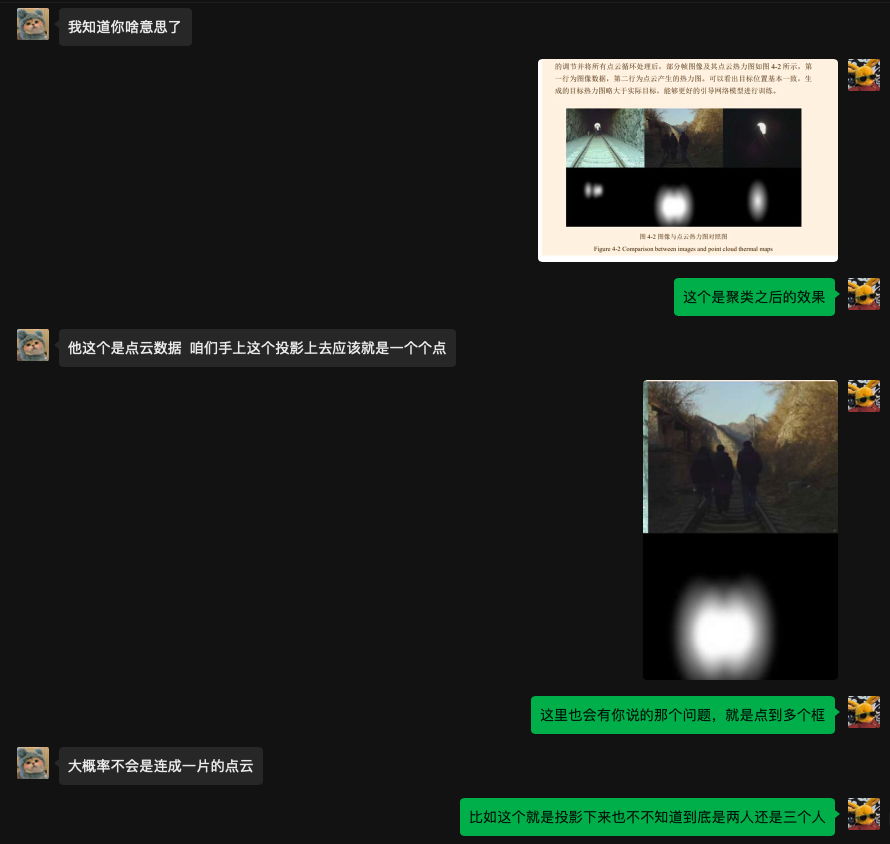 我知道你啥意思了
的调节并将所有点云循环处理后，部分帧图像及其点云热力图如图 4-2 所示，第
一行为图像数据，第二行为点云产生的热力图。可以看出目标位置基本一致，生
成的目标热力图略大于实际目标，能够更好的引导网络模型进行训练。
图 4-2 图像与点云热力图对照图
Figure 4-2 Comparison between images and point cloud thermal maps
这个是聚类之后的效果
他这个是点云数据 咱们手上这个投影上去应该就是一个个点
这里也会有你说的那个问题，就是点到多个框
大概率不会是连成一片的点云
比如这个就是投影下来也不不知道到底是两人还是三个人